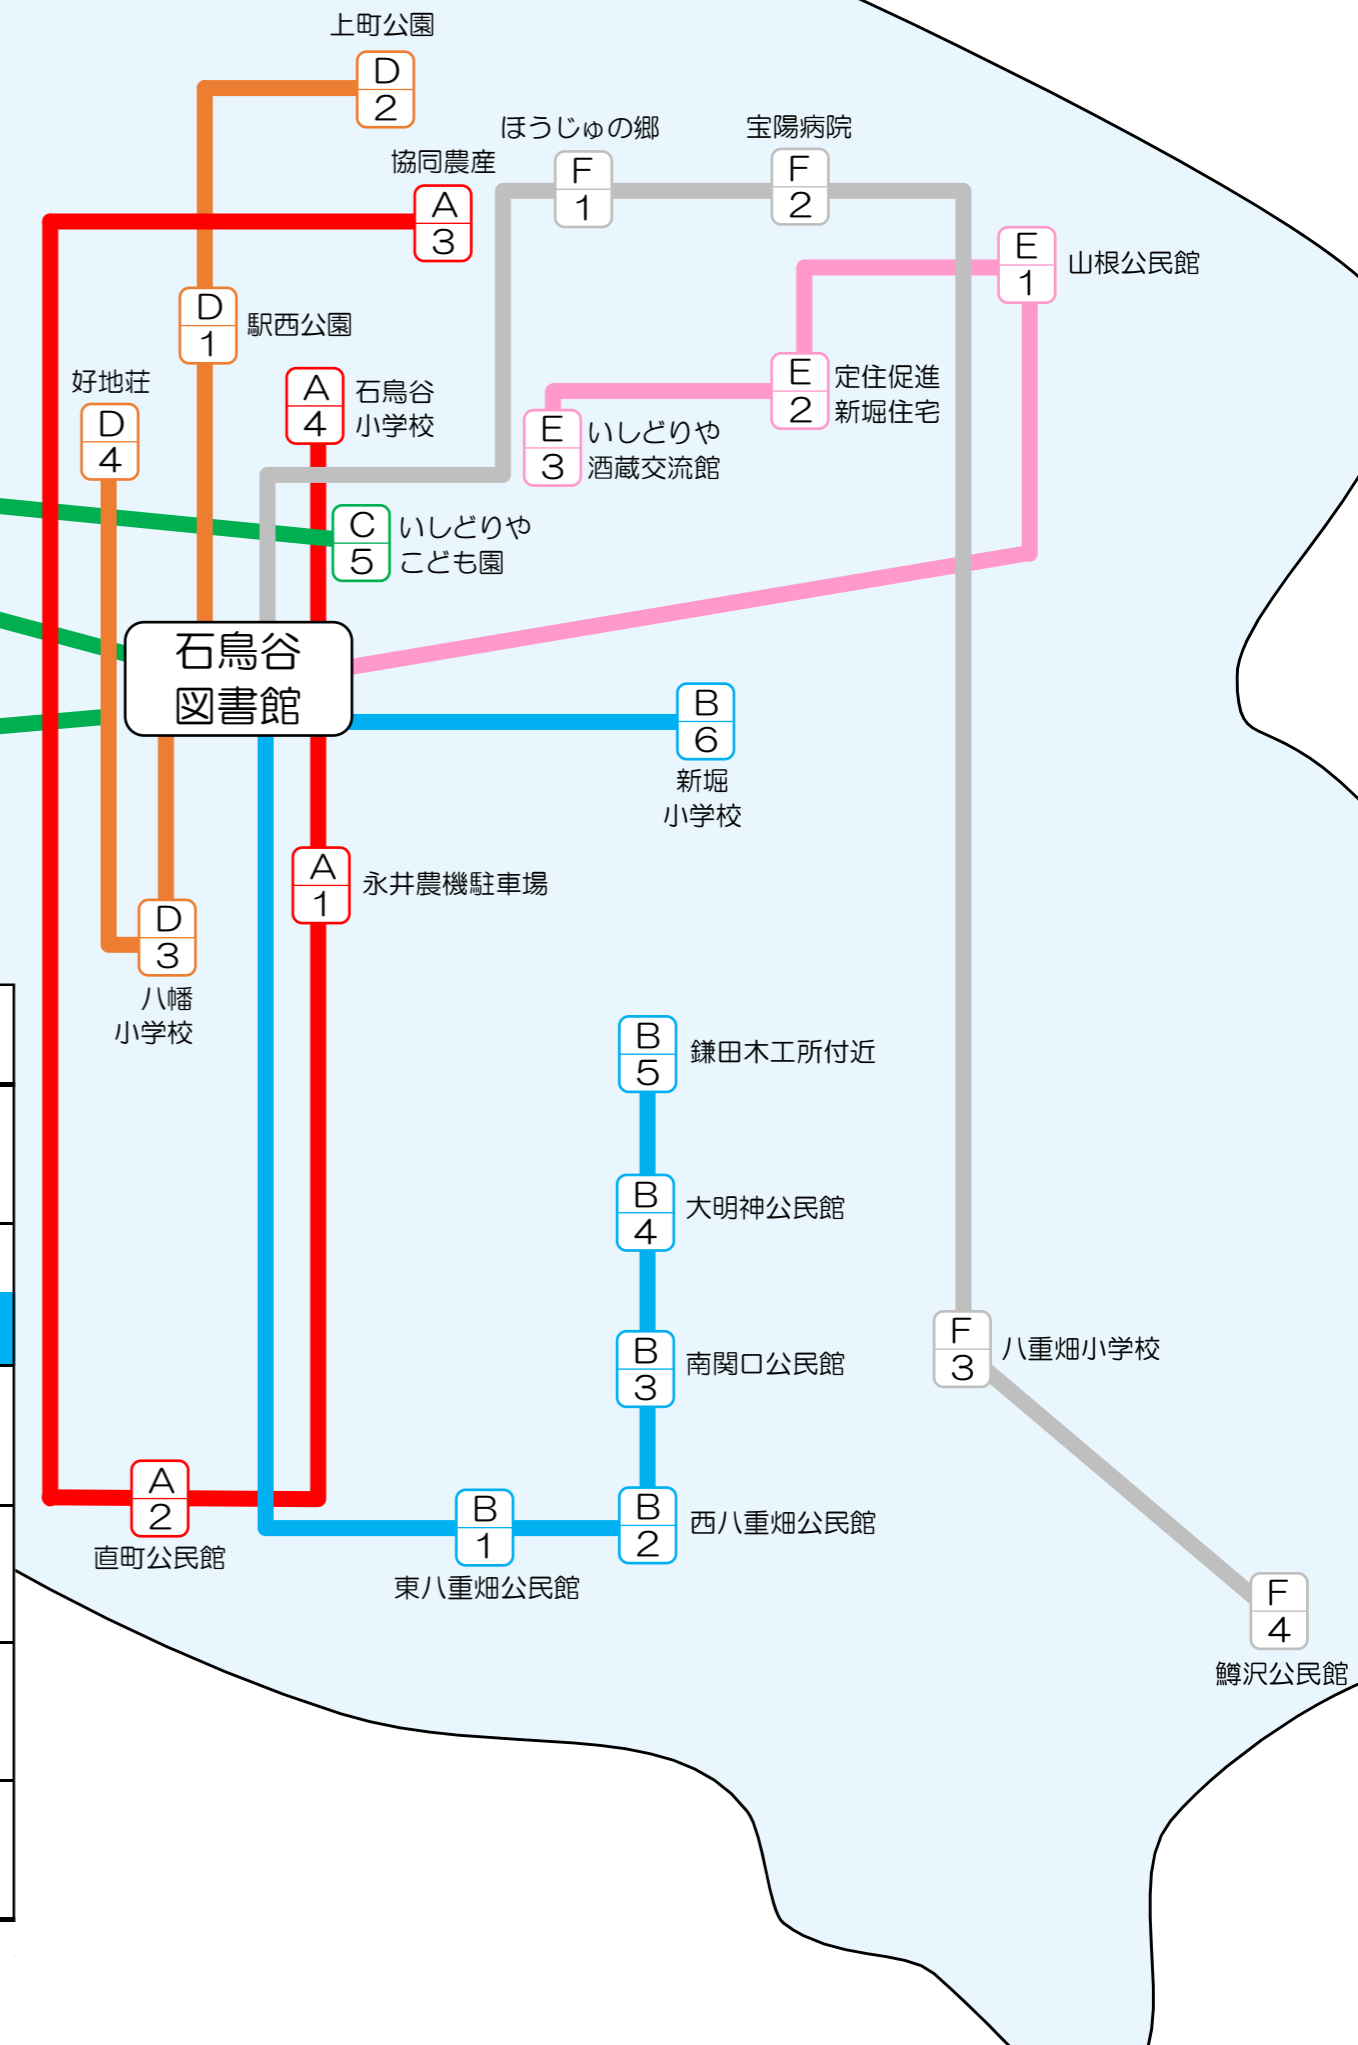 上町公園
D
2
ほうじゅの郷
F
1
宝陽病院
F
2
協同農産
A
3
E
1
山根公民館
D
1
駅西公園
好地荘
D
4
A
4
石鳥谷
小学校
E
2
定住促進
新堀住宅
E
3
いしどりや
酒蔵交流館
C
5
いしどりや
こども園
石鳥谷
図書館
B
6
新堀
小学校
A
1
永井農機駐車場
D
3
八幡
小学校
B
5
鎌田木工所付近
B
4
大明神公民館
B
3
南関口公民館
F
3
八重畑小学校
A
2
直町公民館
B
1
東八重畑公民館
B
2
西八重畑公民館
F
4
鱒沢公民館